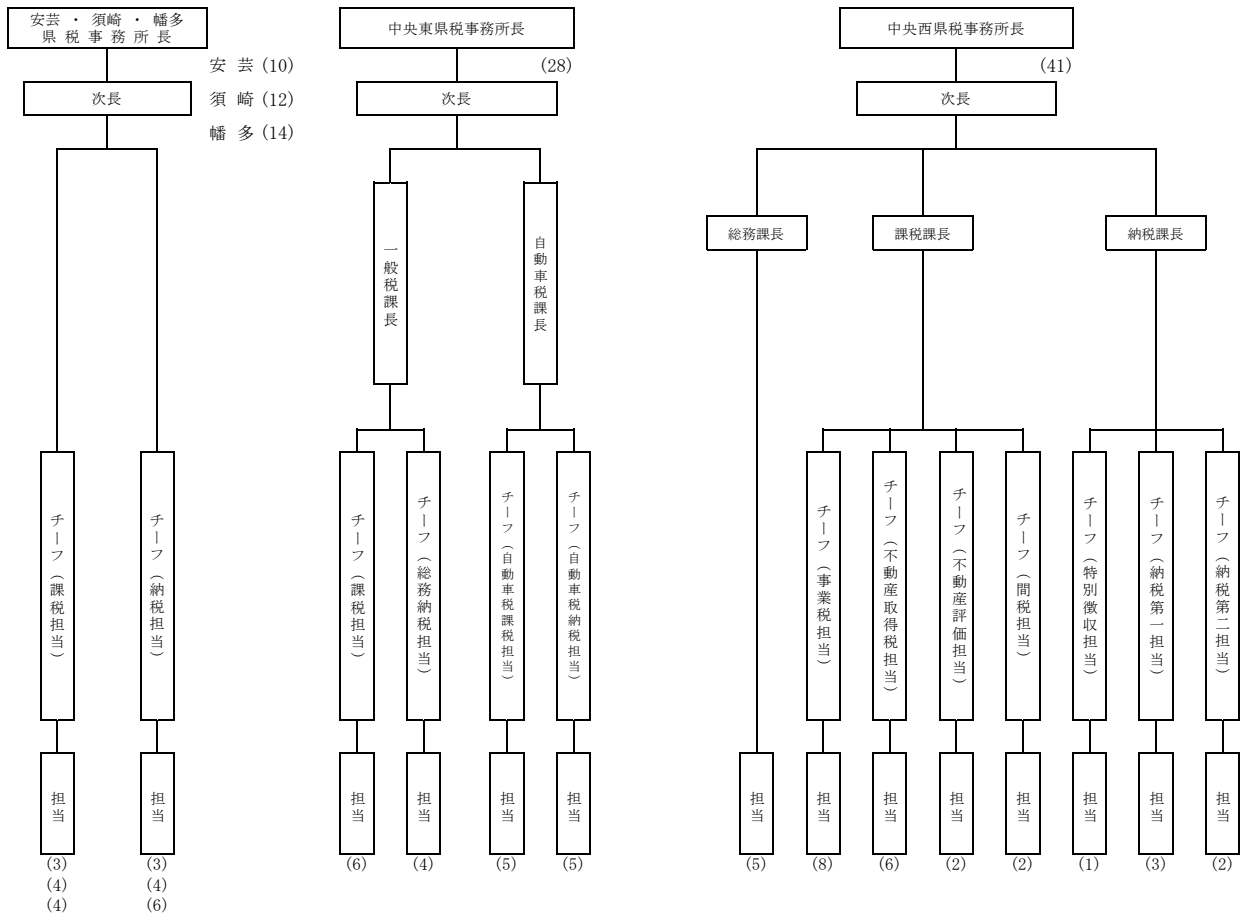 安芸 ・ 須崎 ・ 幡多
県 税 事 務 所 長
安 芸 (10)
次長
須 崎 (12)
幡 多 (14)
チーフ（課税担当）
チーフ（納税担当）
担当
担当
(3)
(3)
(4)
(4)
(4)
(6)
中央東県税事務所長
(28)
次長
一般税課長
自動車税課長
チーフ（課税担当）
チーフ（総務納税担当）
チーフ（自動車税課税担当）
チーフ（自動車税納税担当）
担当
担当
担当
担当
(6)
(4)
(5)
(5)
中央西県税事務所長
(41)
次長
総務課長
課税課長
納税課長
チーフ（事業税担当）
チーフ（不動産取得税担当）
チーフ（不動産評価担当）
チーフ（間税担当）
チーフ（特別徴収担当）
チーフ（納税第一担当）
チーフ（納税第二担当）
担当
担当
担当
担当
担当
担当
担当
担当
(5)
(8)
(6)
(2)
(2)
(1)
(3)
(2)